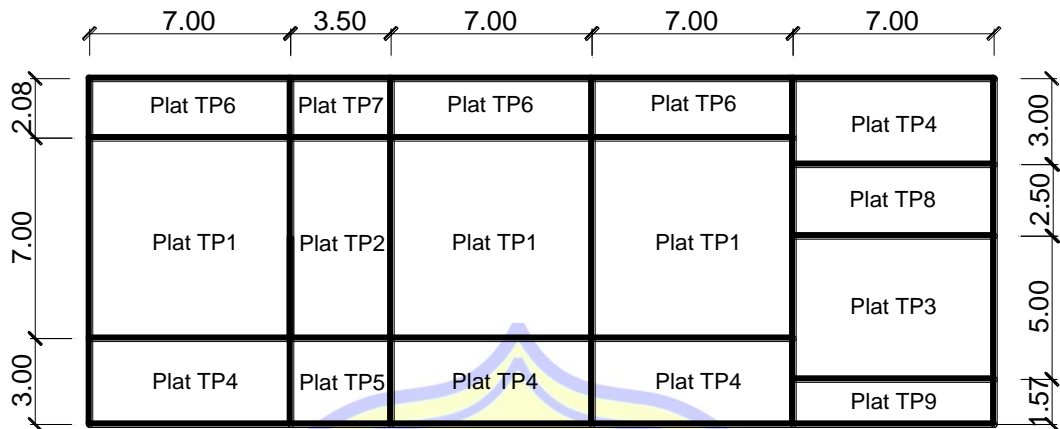 7.00 3.50 7.00 7.00 7.00
2.08 Plat TP6 Plat TP7 Plat TP6 Plat TP6 Plat TP4 3.00
Plat TP8 2.50
7.00 Plat TP1 Plat TP2 Plat TP1 Plat TP1
Plat TP3 5.00
3.00 Plat TP4 Plat TP5 Plat TP4 Plat TP4
Plat TP9 1.57